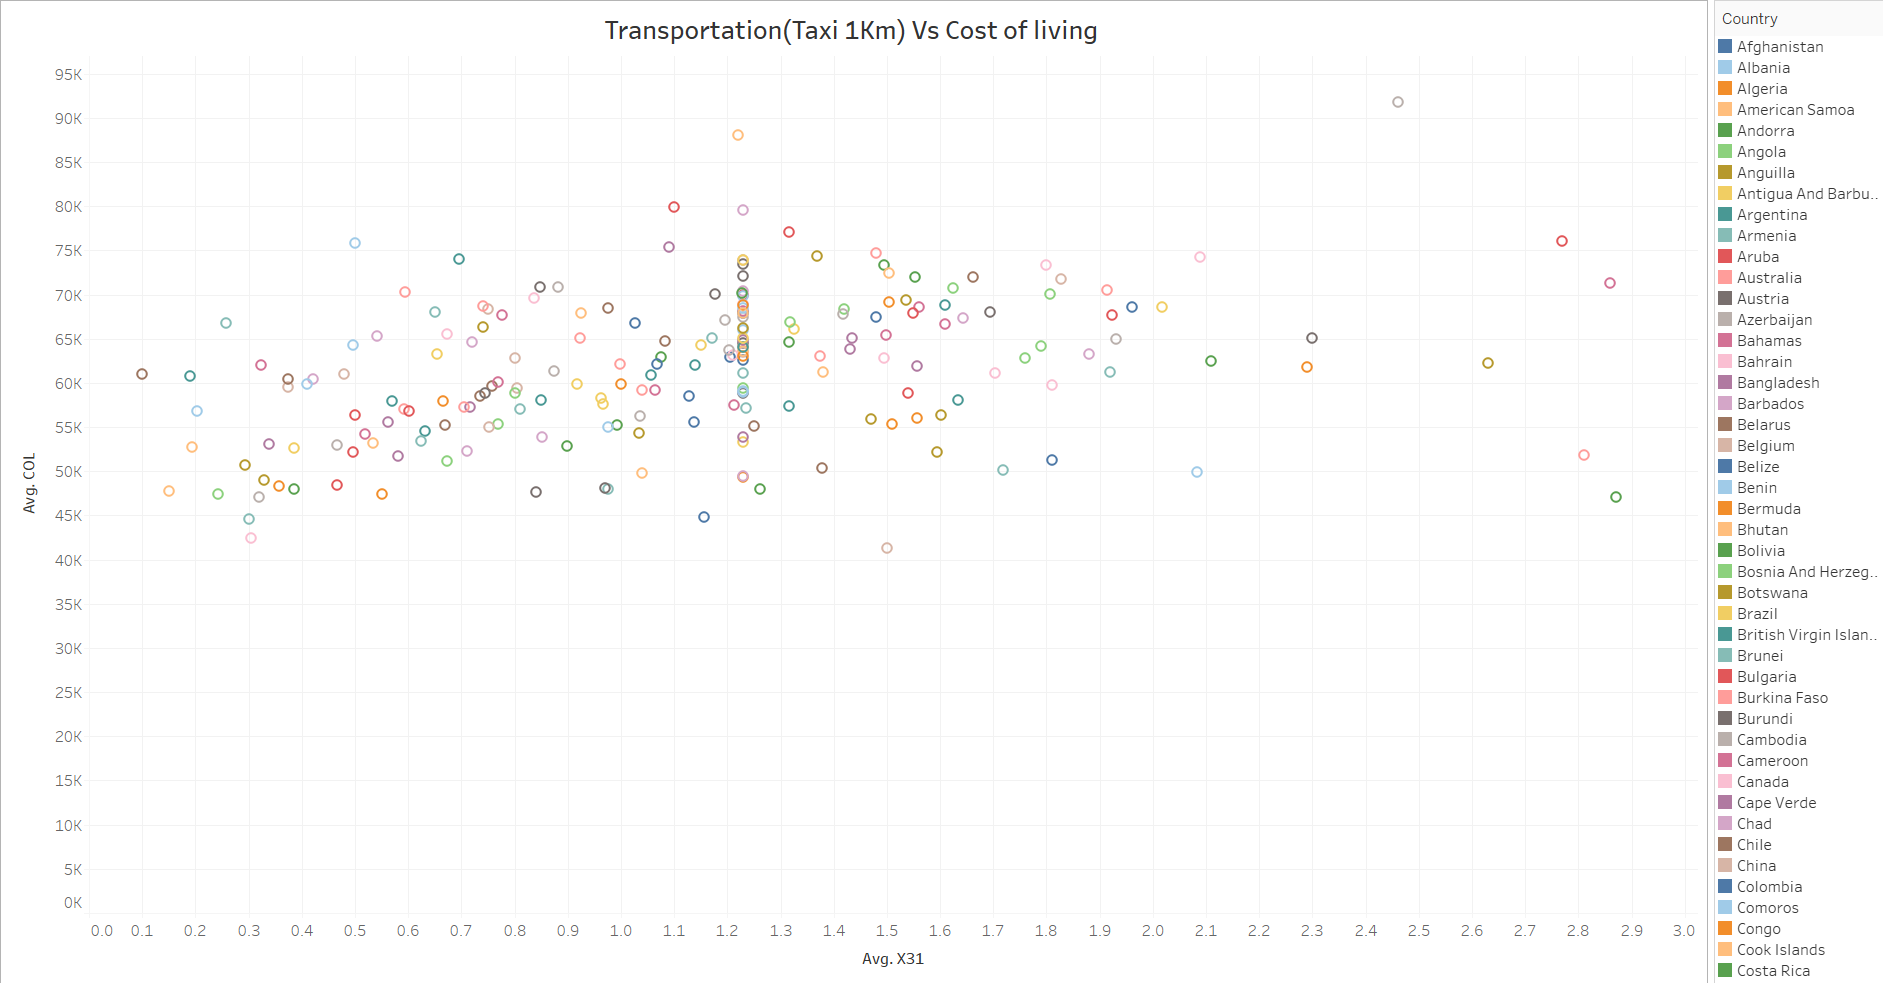 Transportation(Taxi 1Km) Vs Cost of living
95K
90K
85K
80K
75K
70K
65K
60K
55K
50K
45K
40K
35K
30K
25K
20K
15K
10K
5K
0K
Avg. COL
0.0 0.1 0.2 0.3 0.4 0.5 0.6 0.7 0.8 0.9 1.0 1.1 1.2 1.3 1.4 1.5 1.6 1.7 1.8 1.9 2.0 2.1 2.2 2.3 2.4 2.5 2.6 2.7 2.8 2.9 3.0
Avg. X31
Country
Afghanistan
Albania
Algeria
American Samoa
Andorra
Angola
Anguilla
Antigua And Barbu..
Argentina
Armenia
Aruba
Australia
Austria
Azerbaijan
Bahamas
Bahrain
Bangladesh
Barbados
Belarus
Belgium
Belize
Benin
Bermuda
Bhutan
Bolivia
Bosnia And Herzeg..
Botswana
Brazil
British Virgin Islan..
Brunei
Bulgaria
Burkina Faso
Burundi
Cambodia
Cameroon
Canada
Cape Verde
Chad
Chile
China
Colombia
Comoros
Congo
Cook Islands
Costa Rica